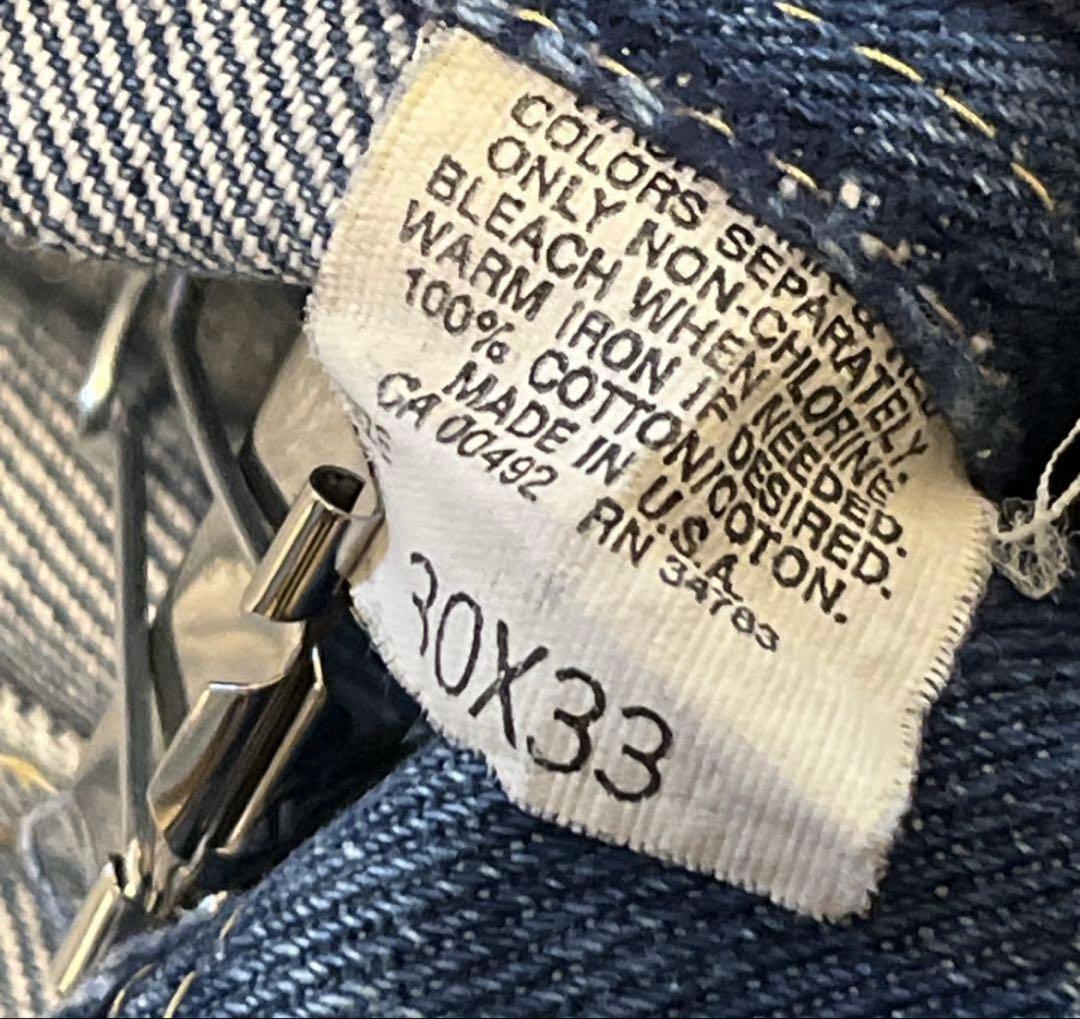 COLORS SEPARATELY.
ONLY NON-CHLORINE
BLEACH WHEN NEEDED.
WARM IRON IF DESIRED.
100% COTTON/COTON.
MADE IN U.S.A.
CA 00492 RN 34783
30X33